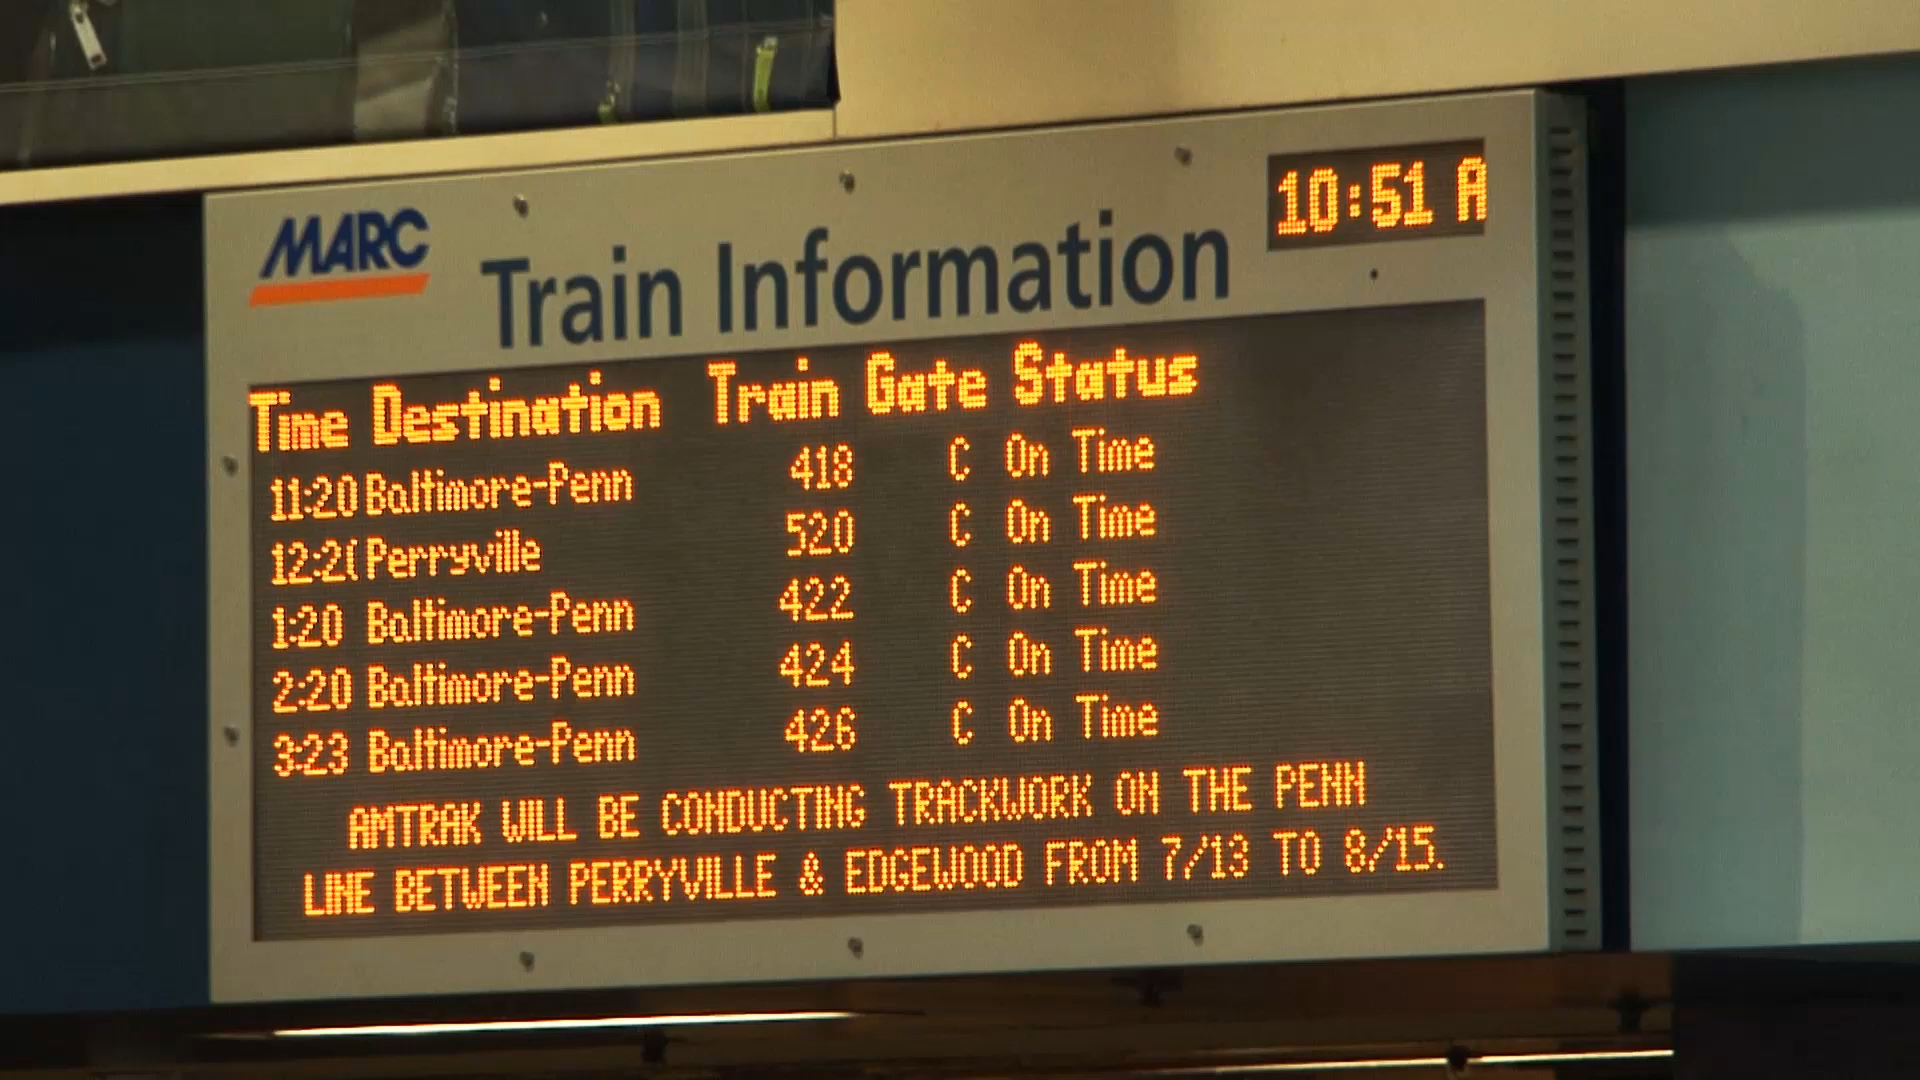 MARC
Train Information
10:51 A
Time Destination Train Gate Status
11:20 Baltimore-Penn 418 C On Time
12:2( Perryville 520 C On Time
1:20 Baltimore-Penn 422 C On Time
2:20 Baltimore-Penn 424 C On Time
3:23 Baltimore-Penn 426 C On Time
AMTRAK WILL BE CONDUCTING TRACKWORK ON THE PENN
LINE BETWEEN PERRYVILLE & EDGEWOOD FROM 7/13 TO 8/15.